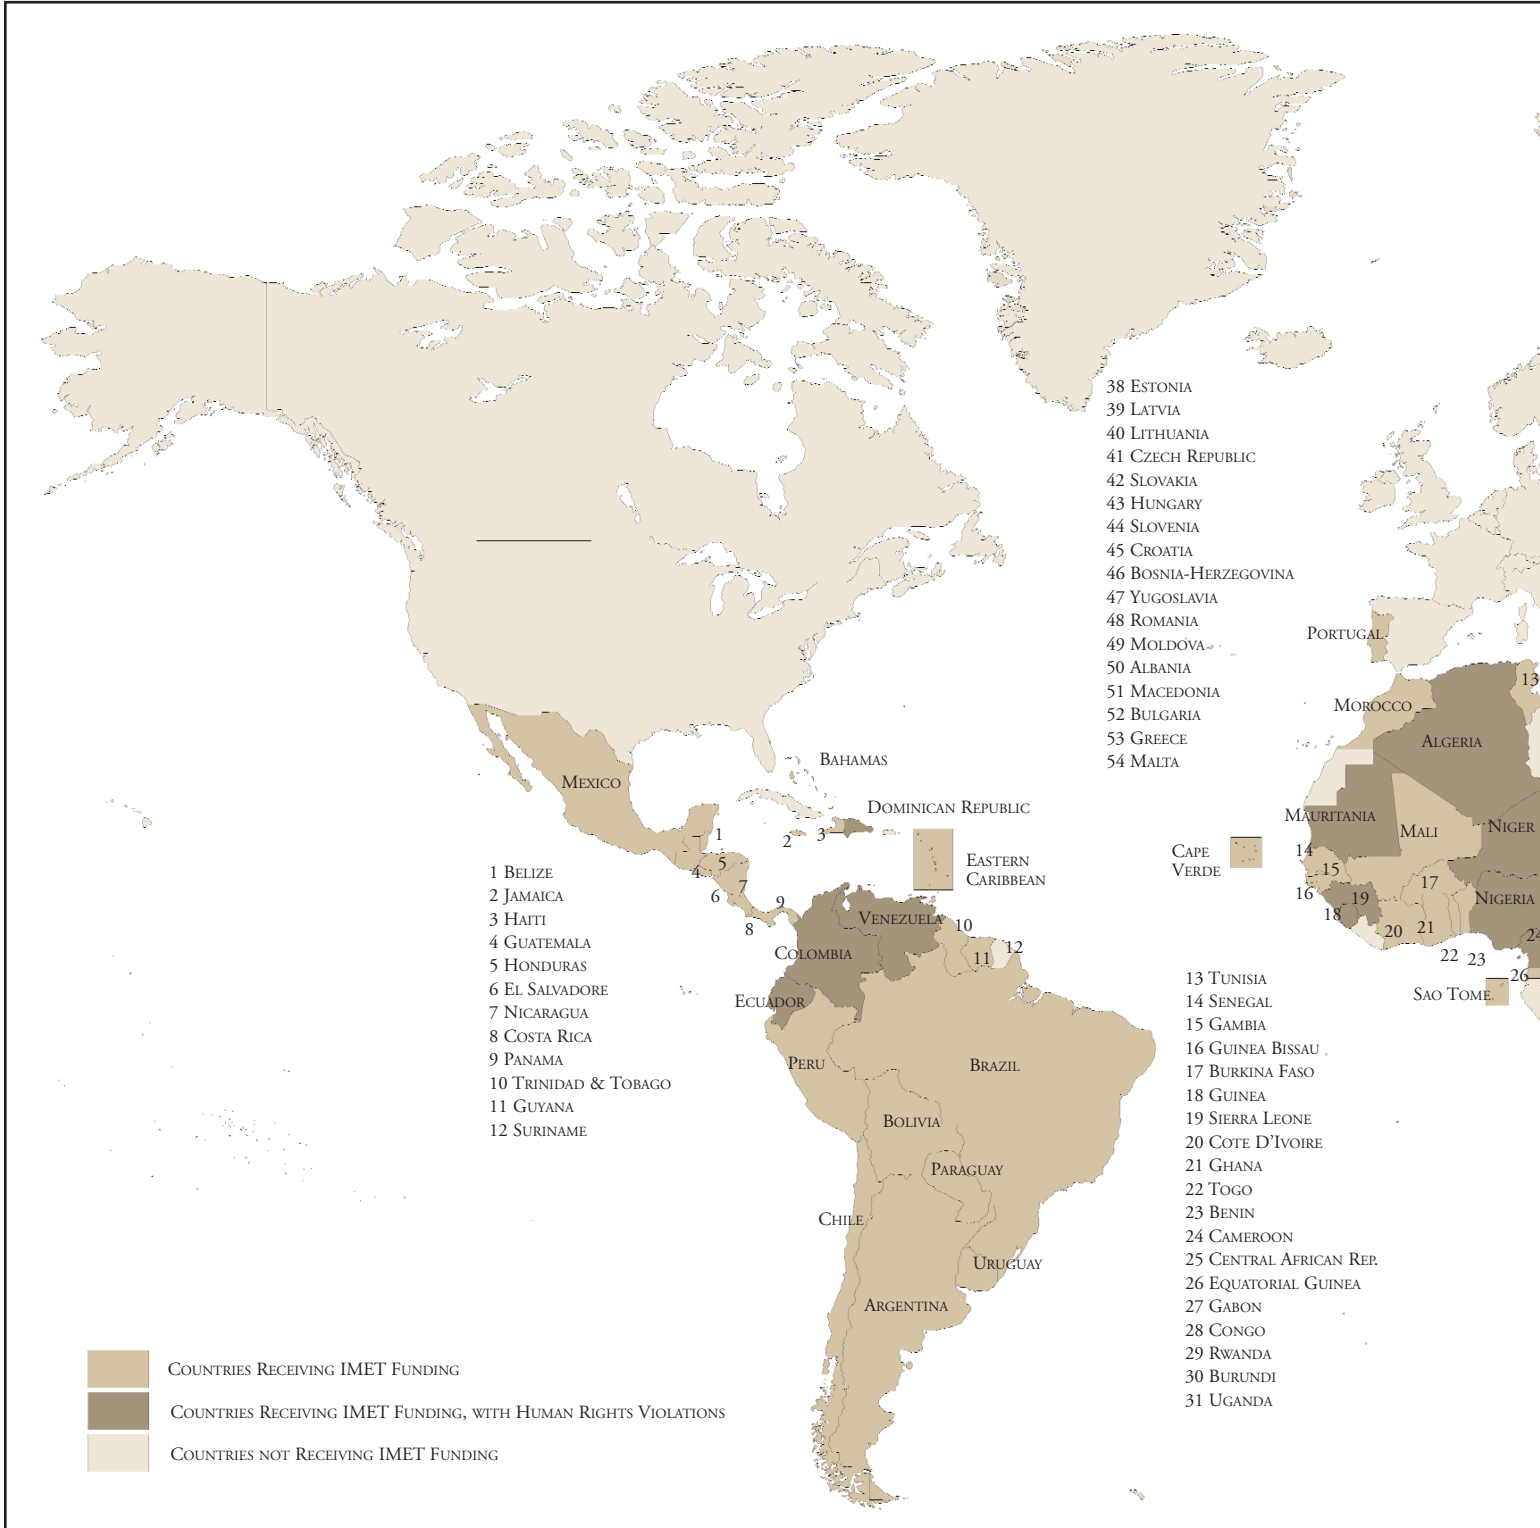 38 Estonia
39 Latvia
40 Lithuania
41 Czech Republic
42 Slovakia
43 Hungary
44 Slovenia
45 Croatia
46 Bosnia-Herzegovina
47 Yugoslavia
48 Romania
49 Moldova
50 Albania
51 Macedonia
52 Bulgaria
53 Greece
54 Malta
Portugal
13
Morocco
Algeria
Mauritania
Mali
Niger
Nigeria
Cape
Verde
14
15
16
17
18
19
20
21
22
23
24
26
Sao Tome
Mexico
Bahamas
Dominican Republic
Eastern
Caribbean
1
2
3
4
5
6
7
8
9
10
11
12
Venezuela
Colombia
Ecuador
Peru
Brazil
Bolivia
Paraguay
Chile
Uruguay
Argentina
1 Belize
2 Jamaica
3 Haiti
4 Guatemala
5 Honduras
6 El Salvadore
7 Nicaragua
8 Costa Rica
9 Panama
10 Trinidad & Tobago
11 Guyana
12 Suriname
13 Tunisia
14 Senegal
15 Gambia
16 Guinea Bissau
17 Burkina Faso
18 Guinea
19 Sierra Leone
20 Cote D'Ivoire
21 Ghana
22 Togo
23 Benin
24 Cameroon
25 Central African Rep.
26 Equatorial Guinea
27 Gabon
28 Congo
29 Rwanda
30 Burundi
31 Uganda
Countries Receiving IMET Funding
Countries Receiving IMET Funding, with Human Rights Violations
Countries not Receiving IMET Funding